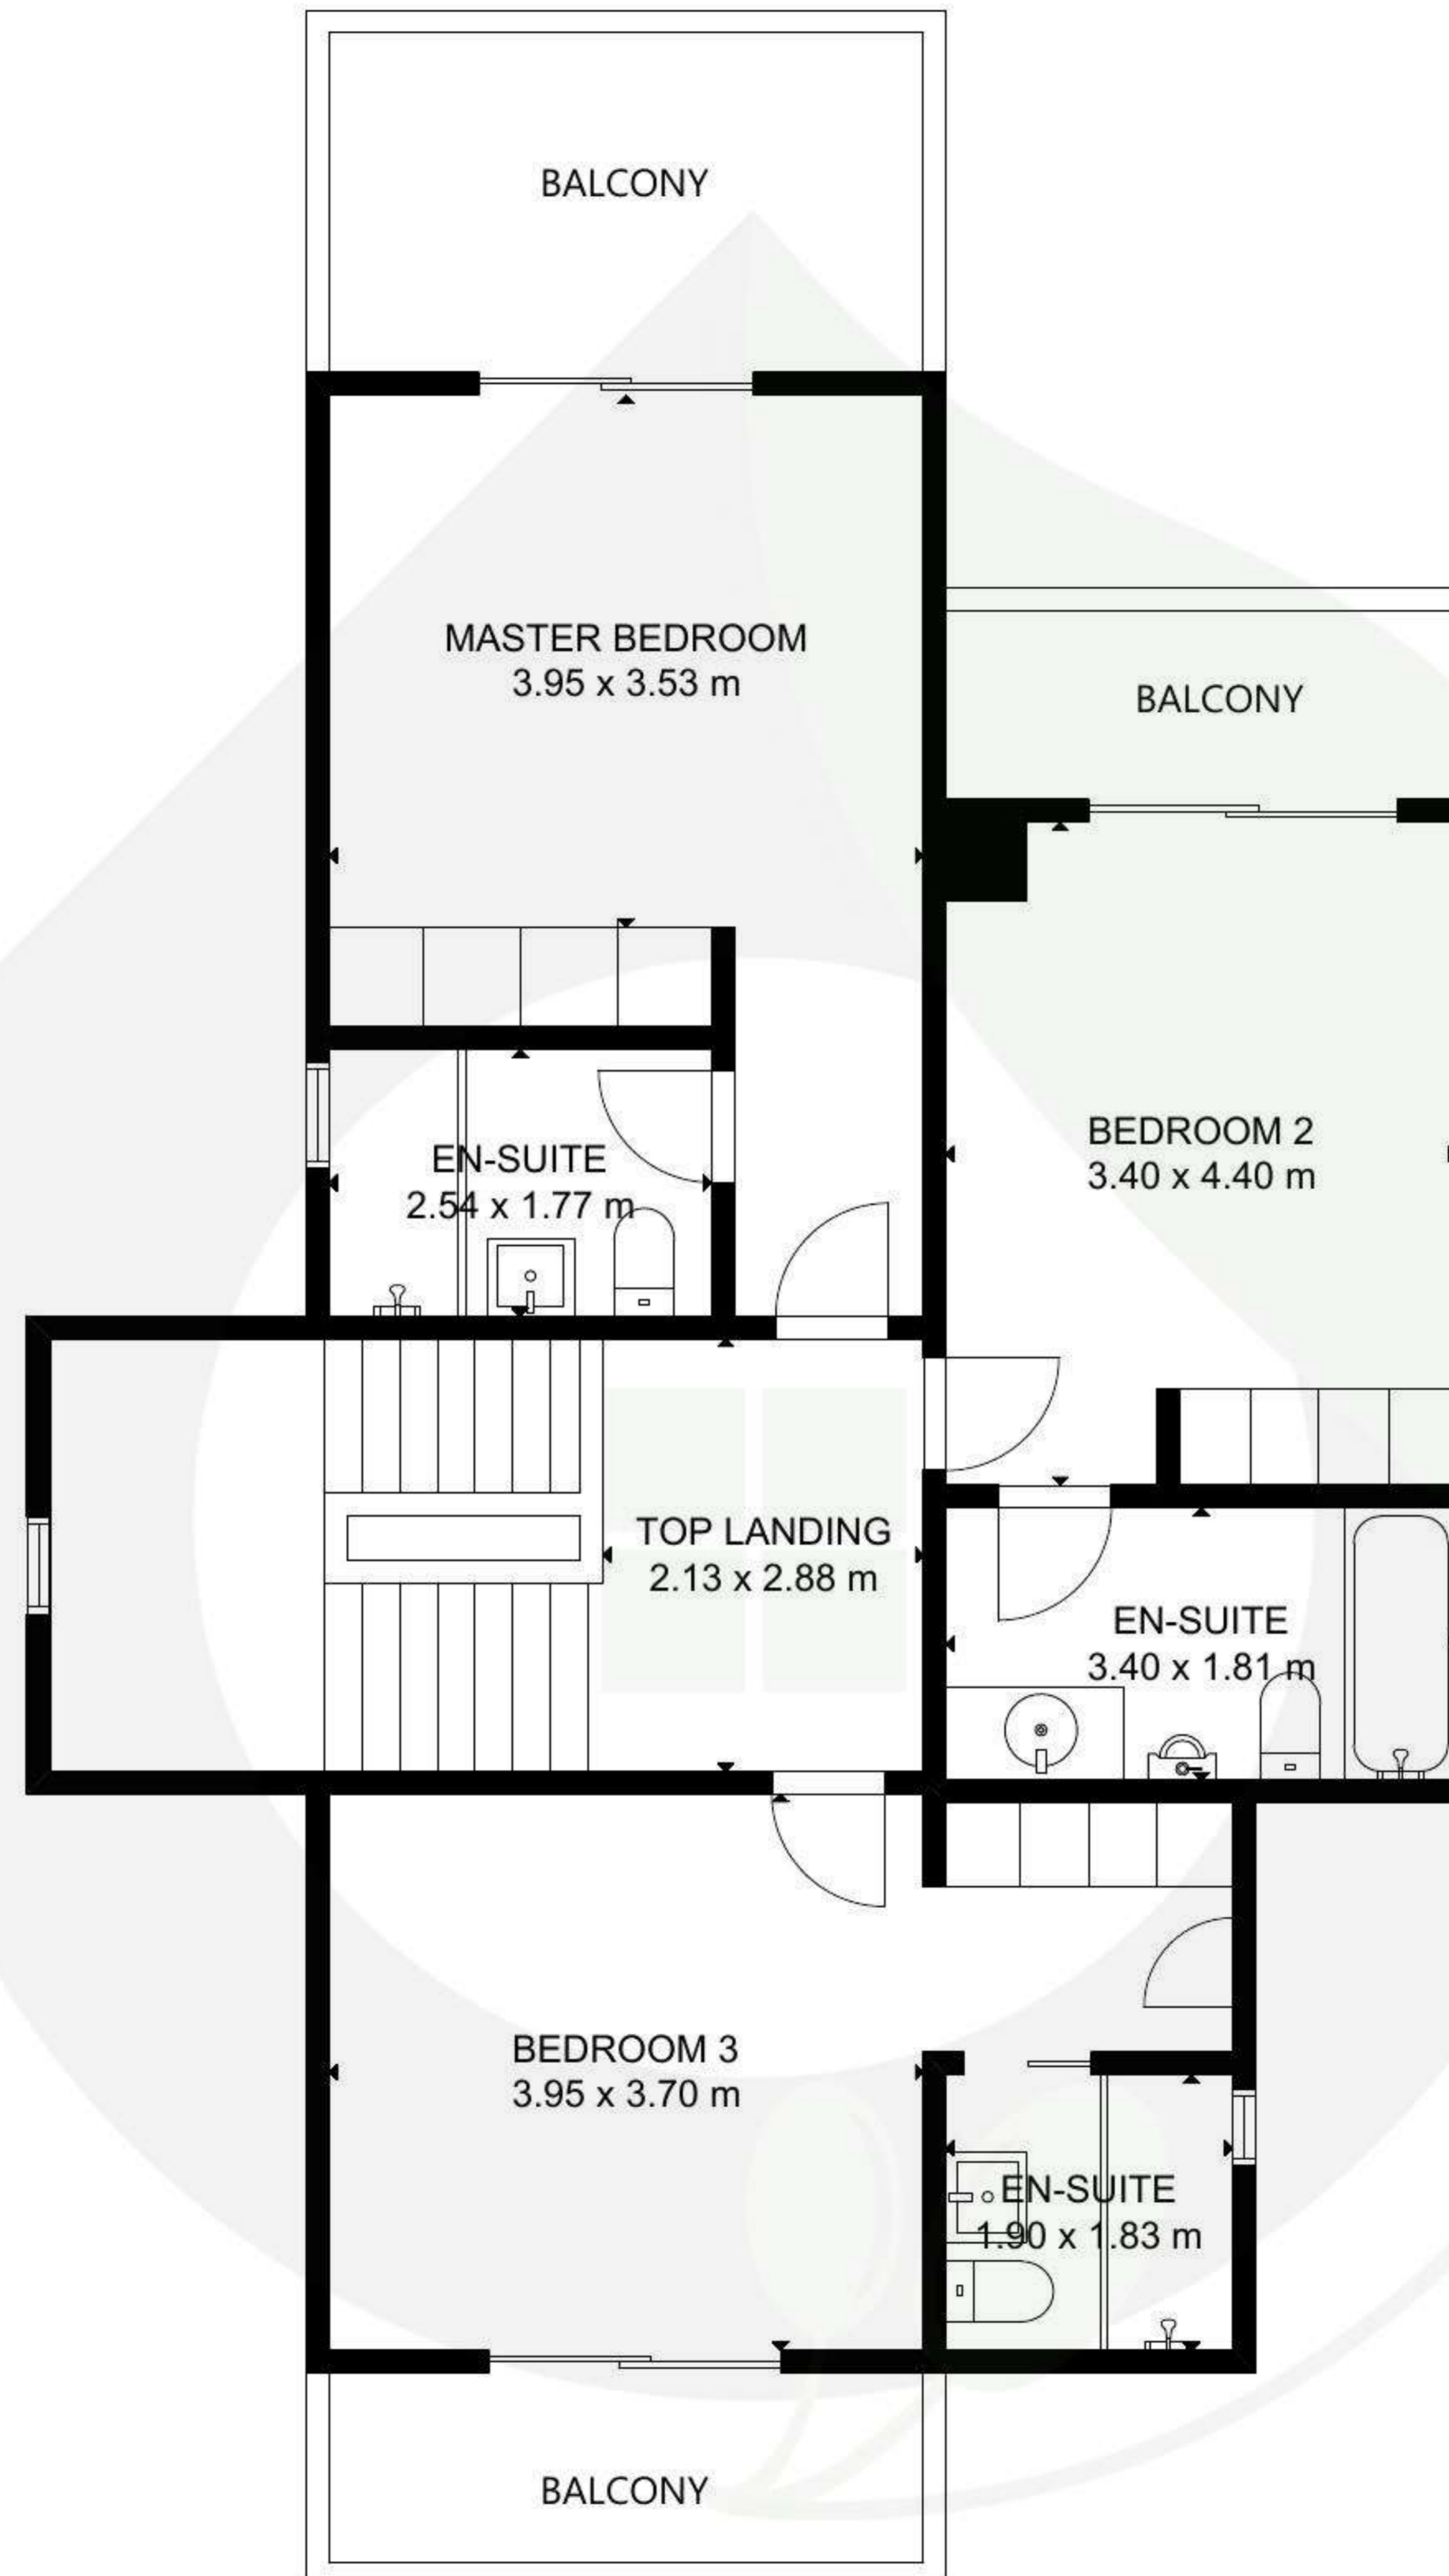 BALCONY
MASTER BEDROOM
3.95 x 3.53 m
BALCONY
BEDROOM 2
3.40 x 4.40 m
EN-SUITE
2.54 x 1.77 m
TOP LANDING
2.13 x 2.88 m
EN-SUITE
3.40 x 1.81 m
BEDROOM 3
3.95 x 3.70 m
EN-SUITE
1.90 x 1.83 m
BALCONY